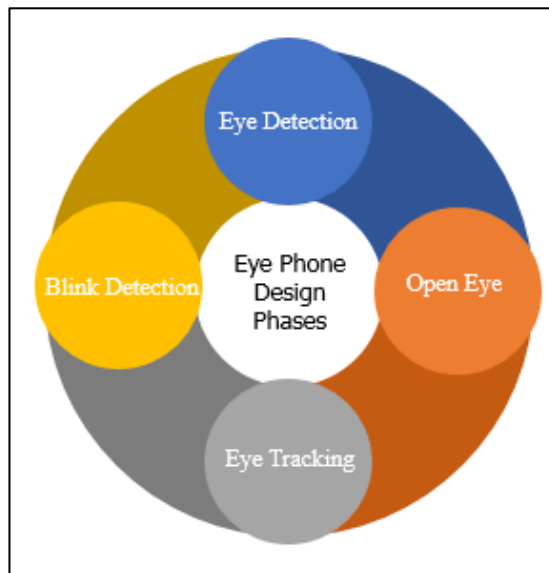 Eye Detection
Blink Detection
Eye Phone
Design
Phases
Open Eye
Eye Tracking